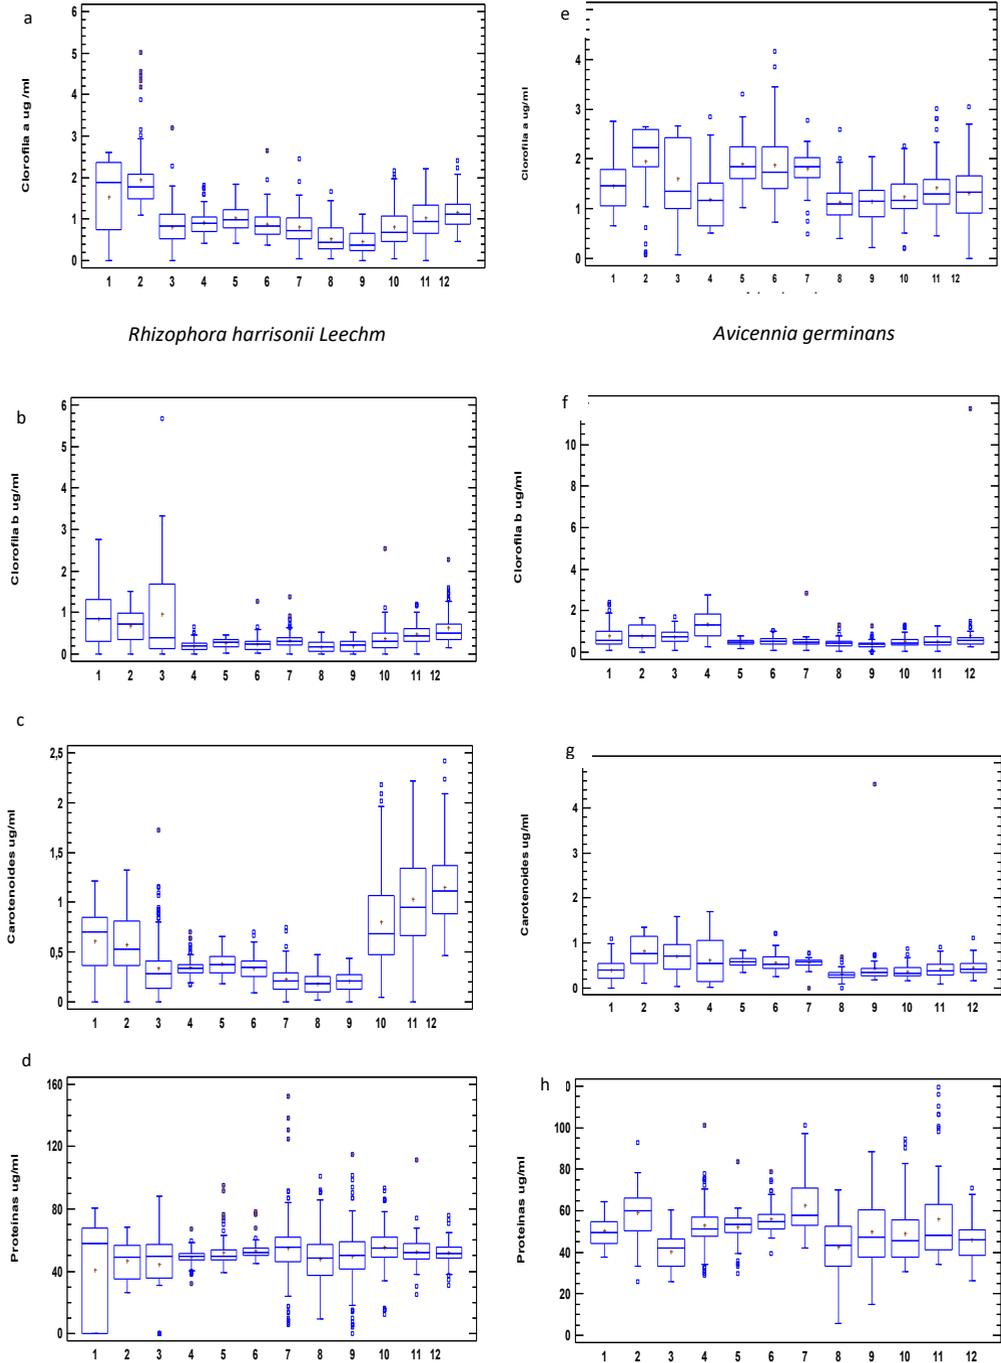 a
Clorofila a ug /ml
6
5
4
3
2
1
0
1 2 3 4 5 6 7 8 9 10 11 12
e
Clorofila a ug/ml
4
3
2
1
0
1 2 3 4 5 6 7 8 9 10 11 12
Rhizophora harrisonii Leechm
Avicennia germinans
b
Clorofila b ug/ml
6
5
4
3
2
1
0
1 2 3 4 5 6 7 8 9 10 11 12
f
Clorofila b ug/ml
10
8
6
4
2
0
1 2 3 4 5 6 7 8 9 10 11 12
c
Carotenoides ug/ml
2,5
2
1,5
1
0,5
0
1 2 3 4 5 6 7 8 9 10 11 12
g
Carotenoides ug/ml
4
3
2
1
0
1 2 3 4 5 6 7 8 9 10 11 12
d
Proteínas ug/ml
160
120
80
40
0
1 2 3 4 5 6 7 8 9 10 11 12
h
Proteinas ug/ml
0
100
80
60
40
20
0
1 2 3 4 5 6 7 8 9 10 11 12